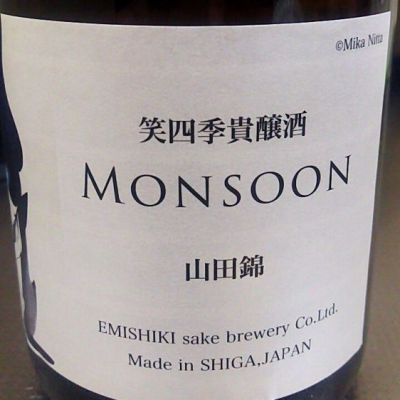 ©Mika Nitta
笑四季貴醸酒
MONSOON
山田錦
EMISHIKI sake brewery Co.Ltd.
Made in SHIGA,JAPAN